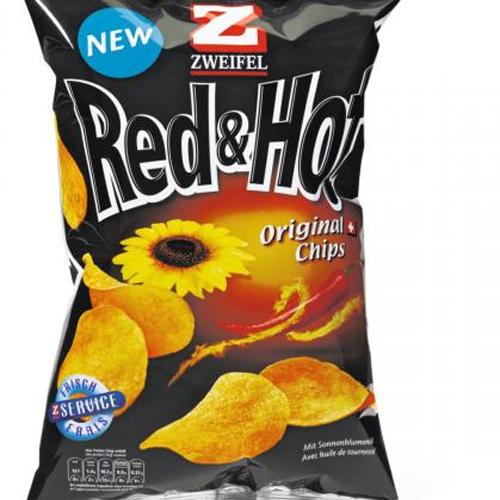 NEW
Z
ZWEIFEL
Red&Hot
Original
Chips
FRISCH
Z SERVICE
FRAIS
Mit Sonnenblumenöl
Avec huile de tournesol